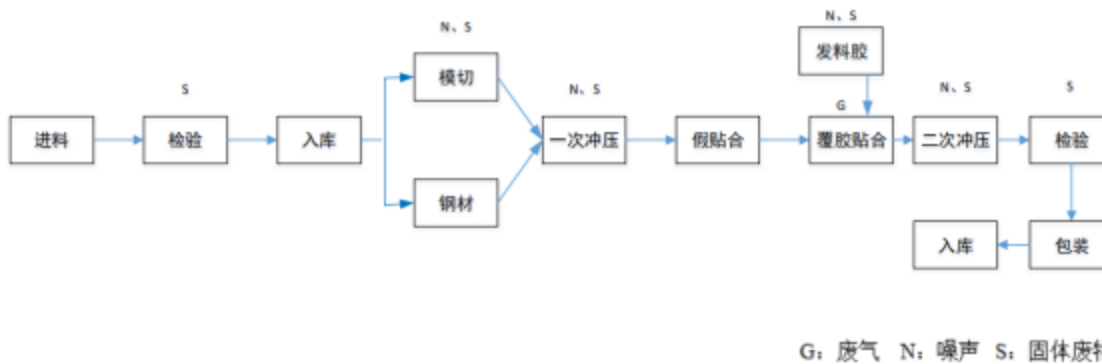 N、S
N、S
模切
发料胶
S
N、S
G
N、S
S
进料
检验
入库
一次冲压
假贴合
覆胶贴合
二次冲压
检验
钢材
入库
包装
G：废气 N：噪声 S：固体废